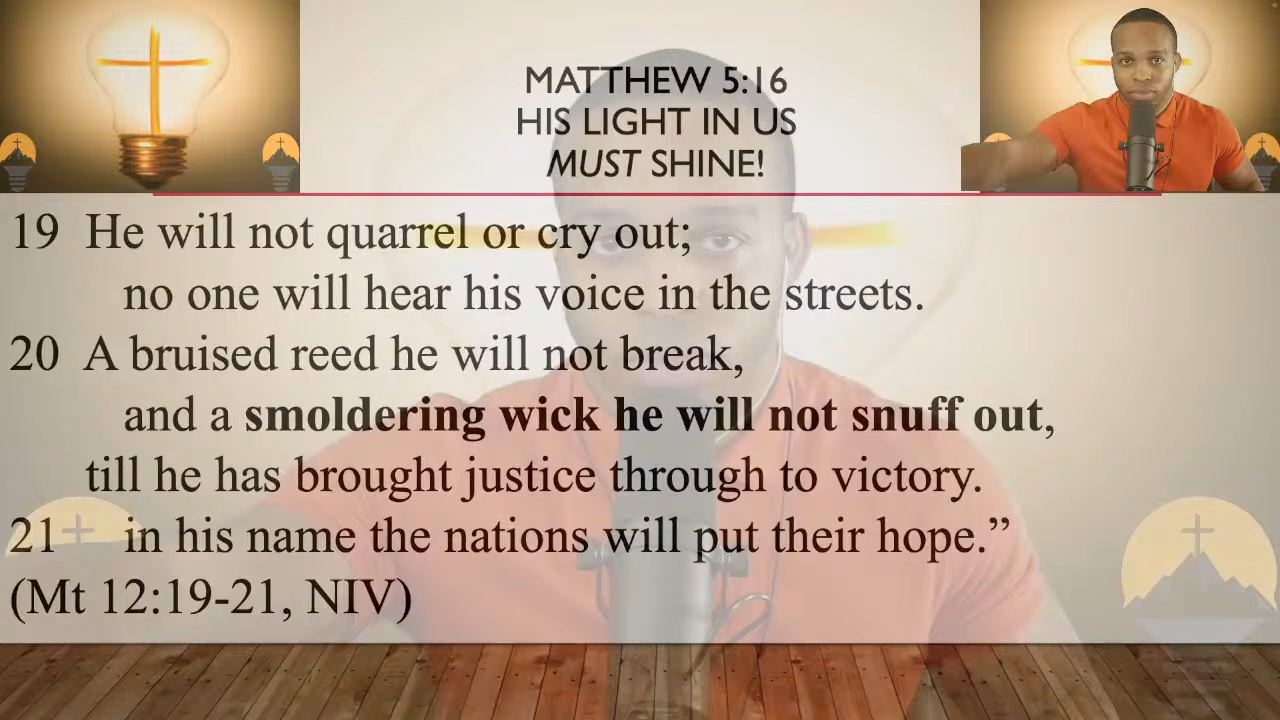 MATTHEW 5:16
HIS LIGHT IN US
MUST SHINE!
19 He will not quarrel or cry out;
no one will hear his voice in the streets.
20 A bruised reed he will not break,
and a smoldering wick he will not snuff out,
till he has brought justice through to victory.
21 in his name the nations will put their hope.”
(Mt 12:19-21, NIV)